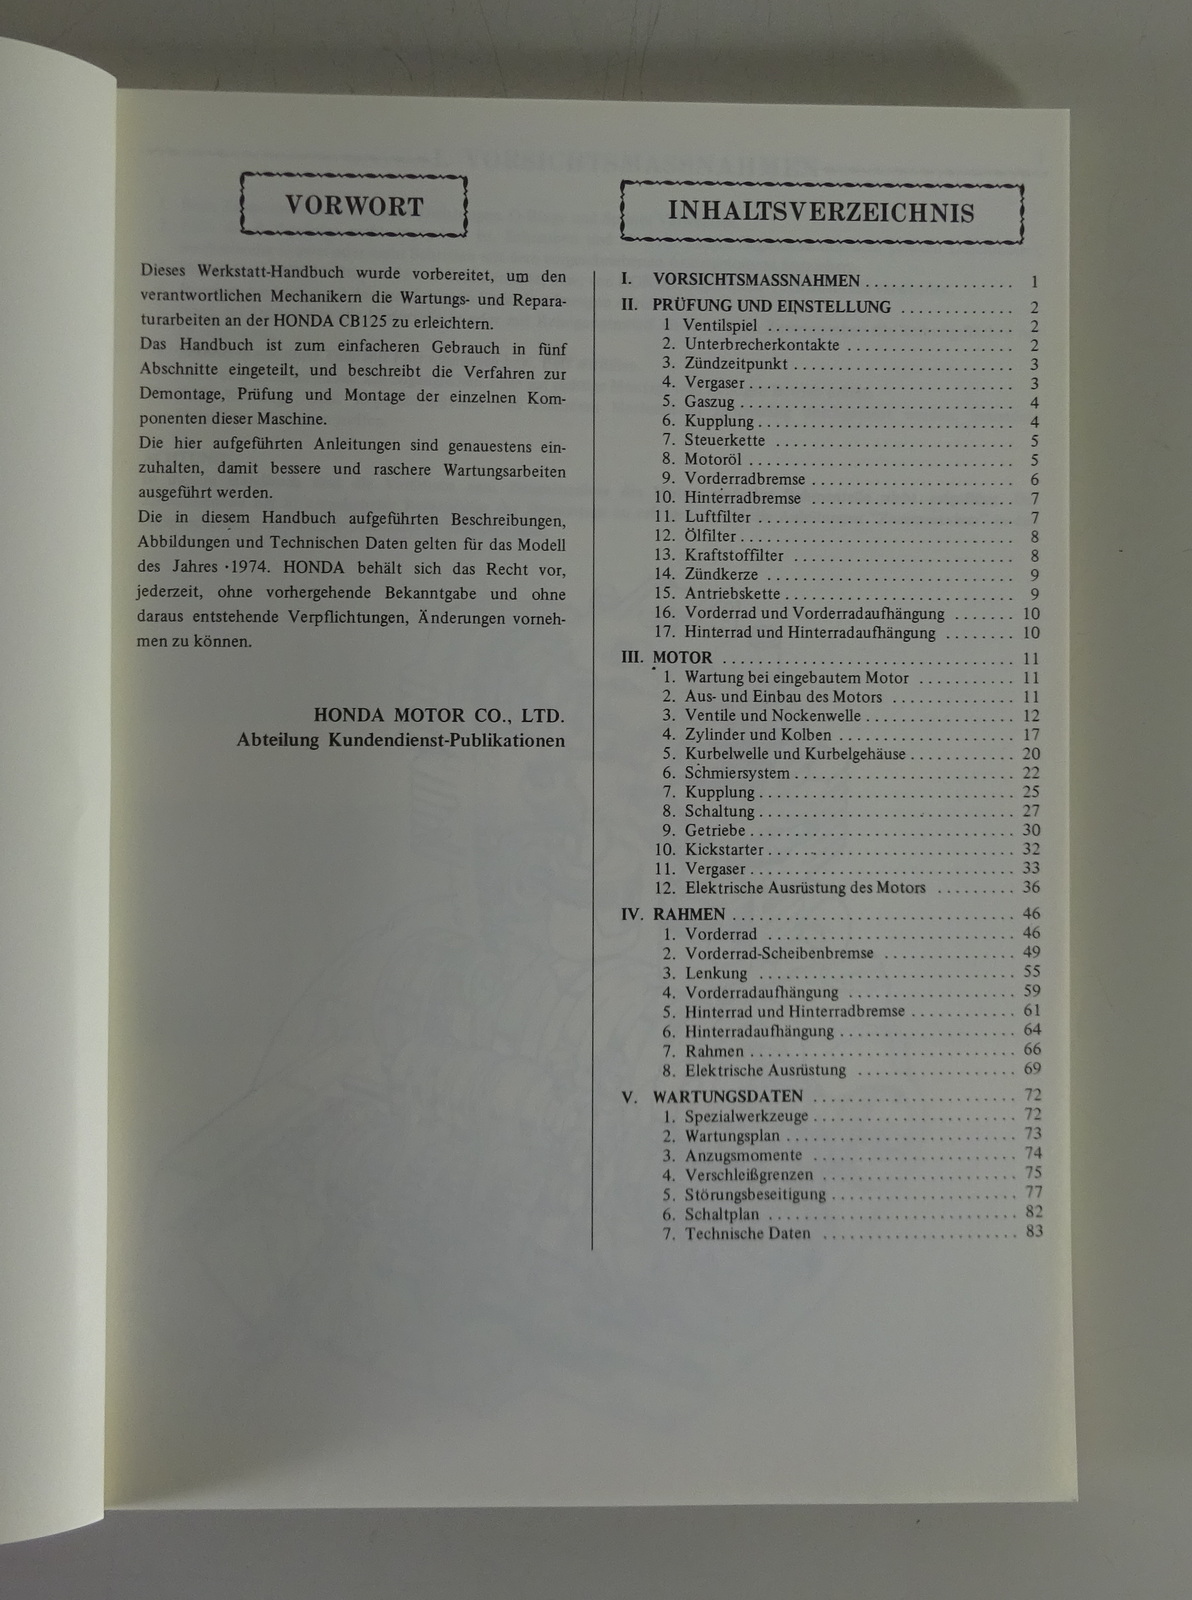 VORWORT
Dieses Werkstatt-Handbuch wurde vorbereitet, um den
verantwortlichen Mechanikern die Wartungs- und Repara-
turarbeiten an der HONDA CB125 zu erleichtern.
Das Handbuch ist zum einfacheren Gebrauch in fünf
Abschnitte eingeteilt, und beschreibt die Verfahren zur
Demontage, Prüfung und Montage der einzelnen Kom-
ponenten dieser Maschine.
Die hier aufgeführten Anleitungen sind genauestens ein-
zuhalten, damit bessere und raschere Wartungsarbeiten
ausgeführt werden.
Die in diesem Handbuch aufgeführten Beschreibungen,
Abbildungen und Technischen Daten gelten für das Modell
des Jahres 1974. HONDA behält sich das Recht vor,
jederzeit, ohne vorhergehende Bekanntgabe und ohne
daraus entstehende Verpflichtungen, Änderungen vorneh-
men zu können.
HONDA MOTOR CO., LTD.
Abteilung Kundendienst-Publikationen
INHALTSVERZEICHNIS
I. VORSICHTSMASSNAHMEN ................ 1
II. PRÜFUNG UND EINSTELLUNG ............ 2
1 Ventilspiel ........................ 2
2. Unterbrecherkontakte .................. 2
3. Zündzeitpunkt ....................... 3
4. Vergaser ........................... 3
5. Gaszug ............................ 4
6. Kupplung ........................... 4
7. Steuerkette ........................ 5
8. Motoröl ........................... 5
9. Vorderradbremse ..................... 6
10. Hinterradbremse ..................... 7
11. Luftfilter .......................... 7
12. Ölfilter ............................ 8
13. Kraftstoffilter ....................... 8
14. Zündkerze .......................... 9
15. Antriebskette ........................ 9
16. Vorderrad und Vorderradaufhängung ....... 10
17. Hinterrad und Hinterradaufhängung ........ 10
III. MOTOR ............................... 11
1. Wartung bei eingebautem Motor ........... 11
2. Aus- und Einbau des Motors ............. 11
3. Ventile und Nockenwelle ................ 12
4. Zylinder und Kolben ................... 17
5. Kurbelwelle und Kurbelgehäuse ............ 20
6. Schmiersystem ........................ 22
7. Kupplung ........................... 25
8. Schaltung ........................... 27
9. Getriebe ............................ 30
10. Kickstarter .......................... 32
11. Vergaser ............................ 33
12. Elektrische Ausrüstung des Motors ......... 36
IV. RAHMEN .............................. 46
1. Vorderrad .......................... 46
2. Vorderrad-Scheibenbremse .............. 49
3. Lenkung ........................... 55
4. Vorderradaufhängung .................. 59
5. Hinterrad und Hinterradbremse ............ 61
6. Hinterradaufhängung ................... 64
7. Rahmen ............................ 66
8. Elektrische Ausrüstung ................. 69
V. WARTUNGSDATEN ....................... 72
1. Spezialwerkzeuge ...................... 72
2. Wartungsplan ........................ 73
3. Anzugsmomente ...................... 74
4. Verschleißgrenzen ..................... 75
5. Störungsbeseitigung .................... 77
6. Schaltplan .......................... 82
7. Technische Daten ..................... 83